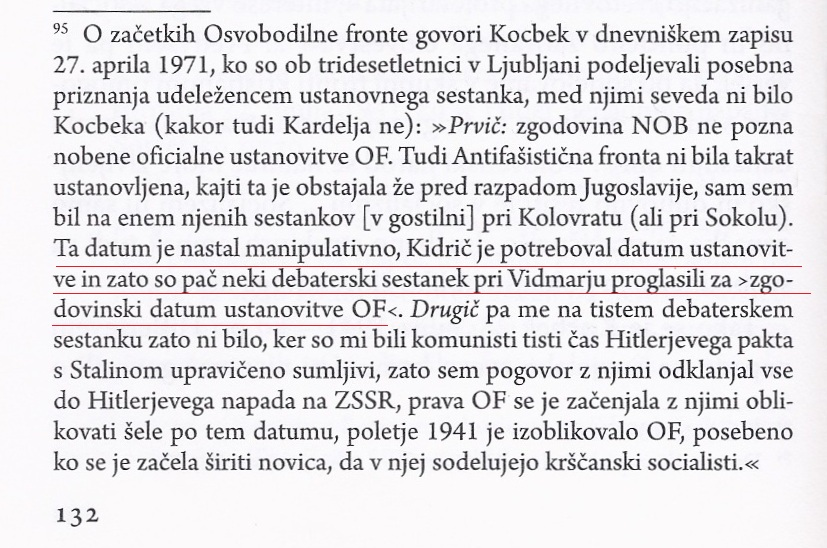 95 O začetkih Osvobodilne fronte govori Kocbek v dnevniškem zapisu
27. aprila 1971, ko so ob tridesetletnici v Ljubljani podeljevali posebna
priznanja udeležencem ustanovnega sestanka, med njimi seveda ni bilo
Kocbeka (kakor tudi Kardelja ne): »Prvič: zgodovina NOB ne pozna
nobene oficialne ustanovitve OF. Tudi Antifašistična fronta ni bila takrat
ustanovljena, kajti ta je obstajala že pred razpadom Jugoslavije, sam sem
bil na enem njenih sestankov [v gostilni] pri Kolovratu (ali pri Sokolu).
Ta datum je nastal manipulativno, Kidrič je potreboval datum ustanovit-
ve in zato so pač neki debaterski sestanek pri Vidmarju proglasili za >zgo-
dovinski datum ustanovitve OF<. Drugič pa me na tistem debaterskem
sestanku zato ni bilo, ker so mi bili komunisti tisti čas Hitlerjevega pakta
s Stalinom upravičeno sumljivi, zato sem pogovor z njimi odklanjal vse
do Hitlerjevega napada na ZSSR, prava OF se je začenjala z njimi obli-
kovati šele po tem datumu, poletje 1941 je izoblikovalo OF, posebeno
ko se je začela širiti novica, da v njej sodelujejo krščanski socialisti.«
132